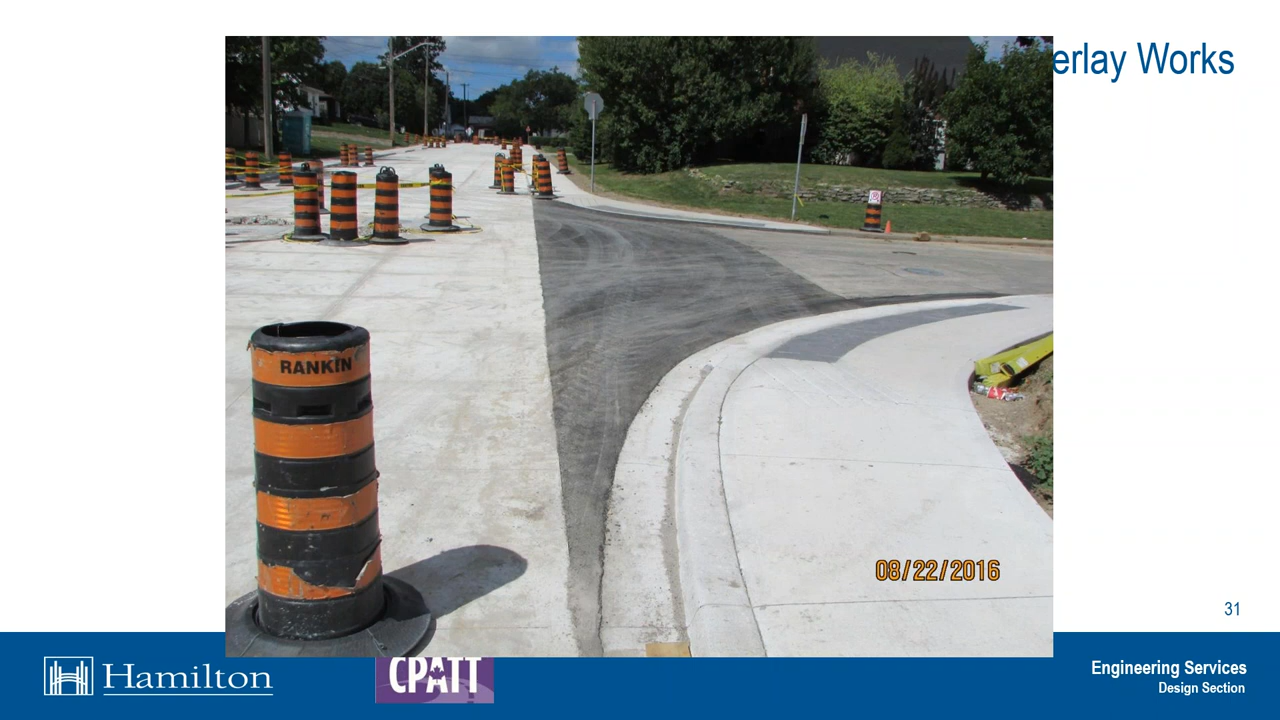 erlay Works
RANKIN
08/22/2016
31
Hamilton
CPATT
Engineering Services
Design Section